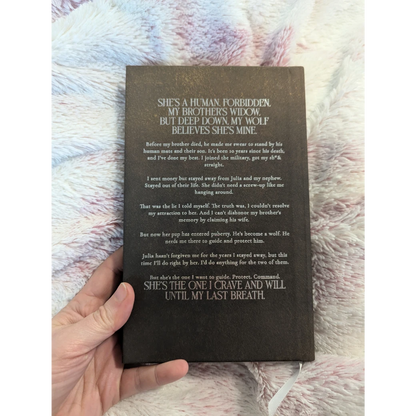 SHE'S A HUMAN. FORBIDDEN.
MY BROTHER'S WIDOW.
BUT DEEP DOWN, MY WOLF
BELIEVES SHE'S MINE.
Before my brother died, he made me swear to stand by his
human mate and their son. It's been 10 years since his death,
and I've done my best. I joined the military, got my sh*&
straight.
I sent money but stayed away from Julia and my nephew.
Stayed out of their life. She didn't need a screw-up like me
hanging around.
That was the lie I told myself. The truth was, I couldn't resolve
my attraction to her. And I can't dishonor my brother's
memory by claiming his wife.
But now her pup has entered puberty. He's become a wolf. He
needs me there to guide and protect him.
Julia hasn't forgiven me for the years I stayed away, but this
time I'll do right by her. I'd do anything for the two of them.
But she's the one I want to guide. Protect. Command.
SHE'S THE ONE I CRAVE AND WILL
UNTIL MY LAST BREATH.